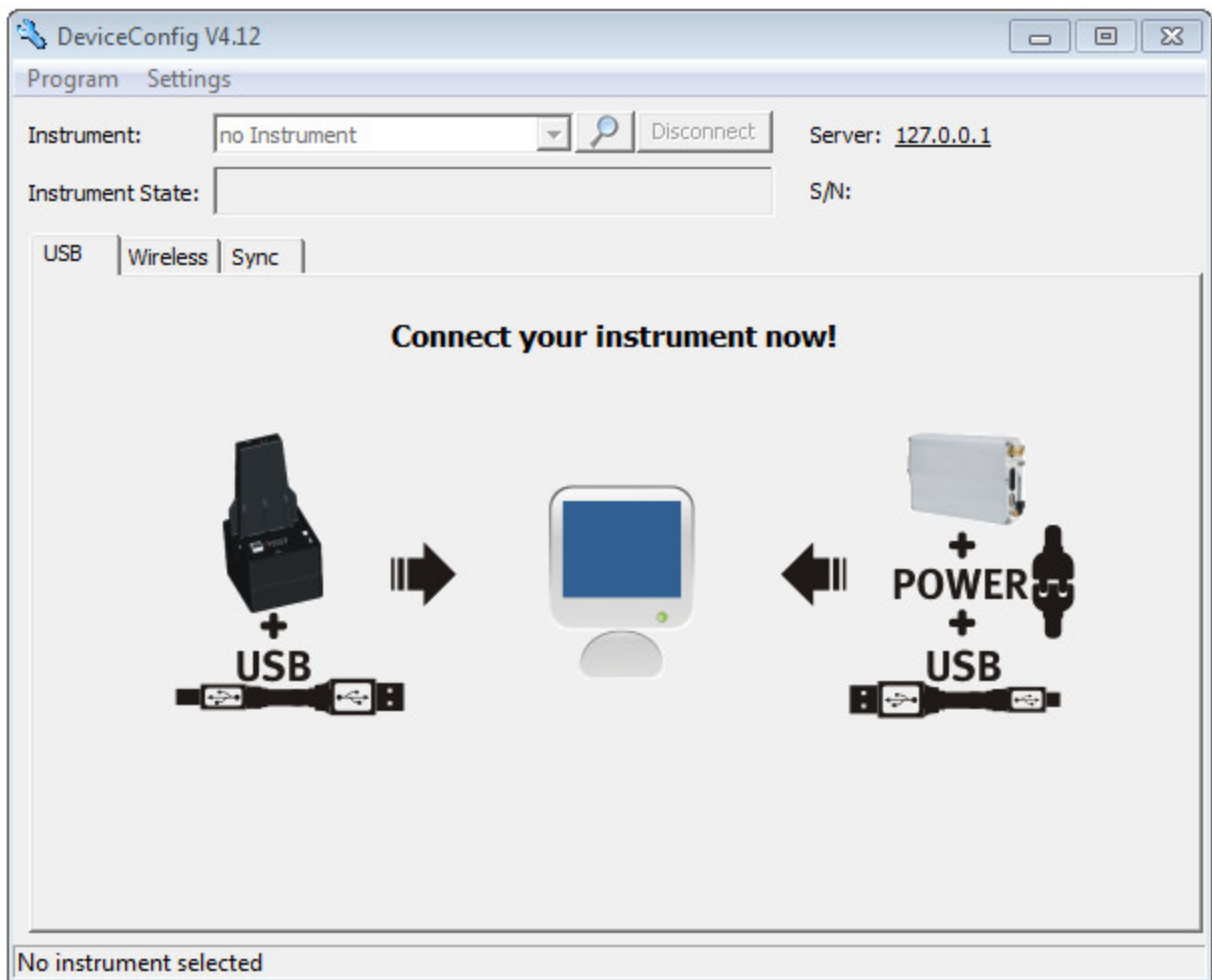 DeviceConfig V4.12
Program Settings
Instrument: no Instrument Disconnect Server: 127.0.0.1
Instrument State: S/N:
USB Wireless Sync
Connect your instrument now!
+
POWER
+ +
USB USB
No instrument selected